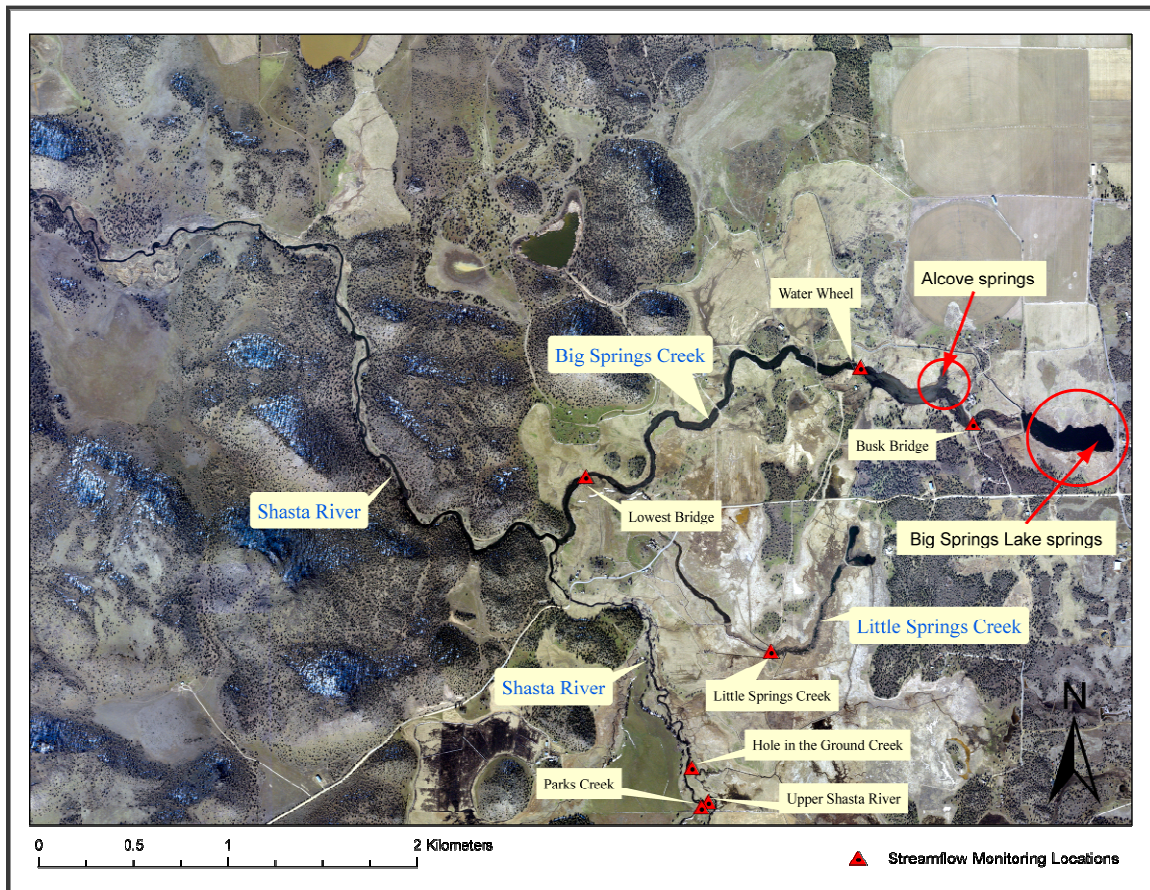 Water Wheel
Alcove springs
Big Springs Creek
Busk Bridge
Shasta River
Lowest Bridge
Big Springs Lake springs
Little Springs Creek
Shasta River
Little Springs Creek
N
Hole in the Ground Creek
Parks Creek
Upper Shasta River
0 0.5 1 2 Kilometers
Streamflow Monitoring Locations